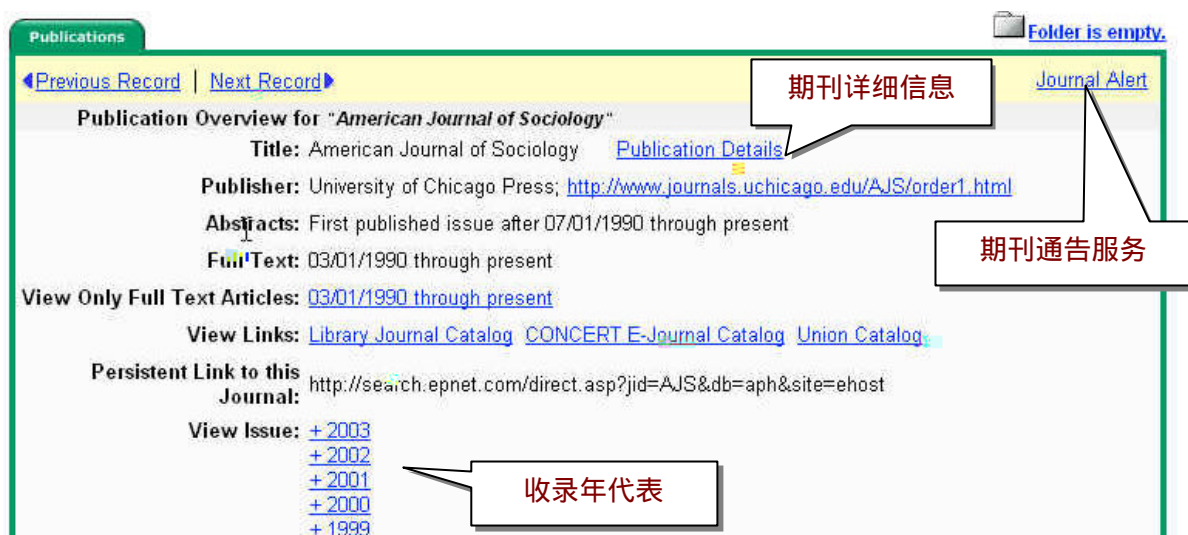 Publications
Folder is empty.
Previous Record | Next Record
Journal Alert
期刊详细信息
Publication Overview for "American Journal of Sociology"
Title: American Journal of Sociology Publication Details
Publisher: University of Chicago Press; http://www.journals.uchicago.edu/AJS/order1.html
Abstracts: First published issue after 07/01/1990 through present
期刊通告服务
Full Text: 03/01/1990 through present
View Only Full Text Articles: 03/01/1990 through present
View Links: Library Journal Catalog CONCERT E-Journal Catalog Union Catalog
Persistent Link to this
Journal: http://search.epnet.com/direct.asp?jid=AJS&db=aph&site=ehost
View Issue: + 2003
+ 2002
+ 2001
收录年代表
+ 2000
+ 1999